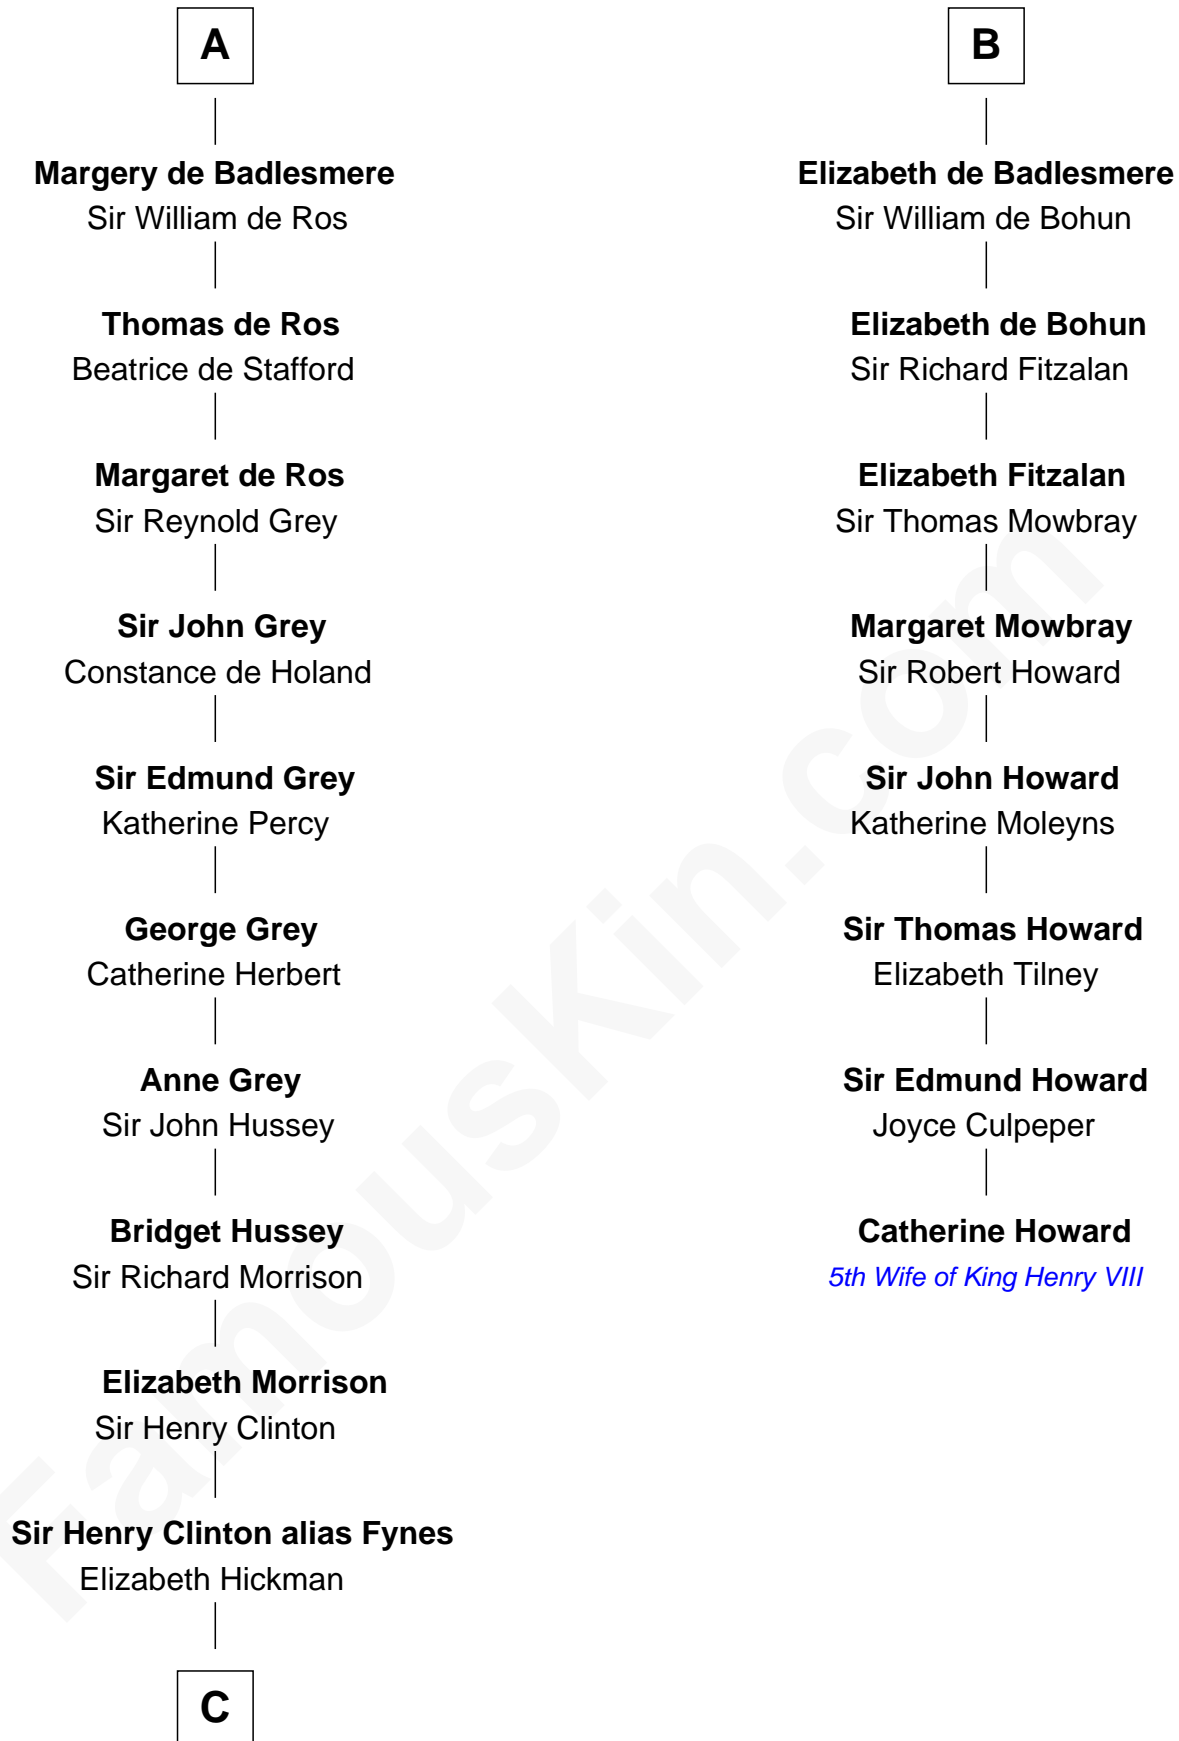 A
Margery de Badlesmere
Sir William de Ros
Thomas de Ros
Beatrice de Stafford
Margaret de Ros
Sir Reynold Grey
Sir John Grey
Constance de Holand
Sir Edmund Grey
Katherine Percy
George Grey
Catherine Herbert
Anne Grey
Sir John Hussey
Bridget Hussey
Sir Richard Morrison
Elizabeth Morrison
Sir Henry Clinton
Sir Henry Clinton alias Fynes
Elizabeth Hickman
C
B
Elizabeth de Badlesmere
Sir William de Bohun
Elizabeth de Bohun
Sir Richard Fitzalan
Elizabeth Fitzalan
Sir Thomas Mowbray
Margaret Mowbray
Sir Robert Howard
Sir John Howard
Katherine Moleyns
Sir Thomas Howard
Elizabeth Tilney
Sir Edmund Howard
Joyce Culpeper
Catherine Howard
5th Wife of King Henry VIII
FamousKin.com